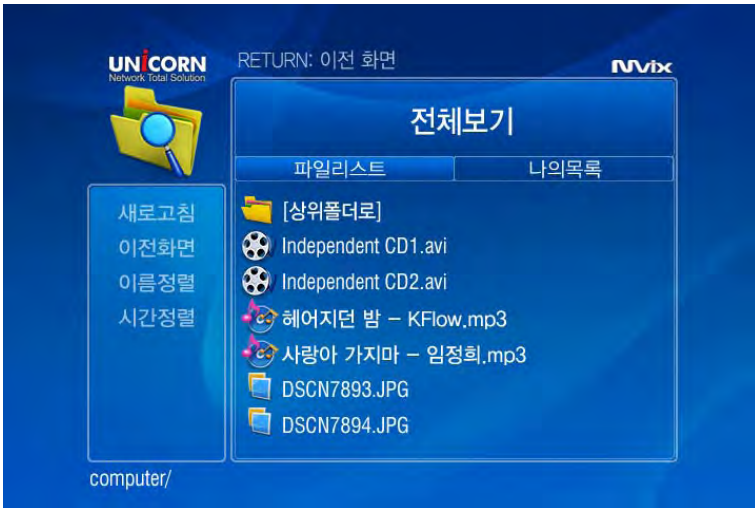 UNiCORN
Network Total Solution
RETURN: 이전 화면
Mvix
전체보기
파일리스트
나의목록
새로고침
이전화면
이름정렬
시간정렬
[상위폴더로]
Independent CD1.avi
Independent CD2.avi
헤어지던 밤 – KFlow.mp3
사랑아 가지마 – 임정희.mp3
DSCN7893.JPG
DSCN7894.JPG
computer/